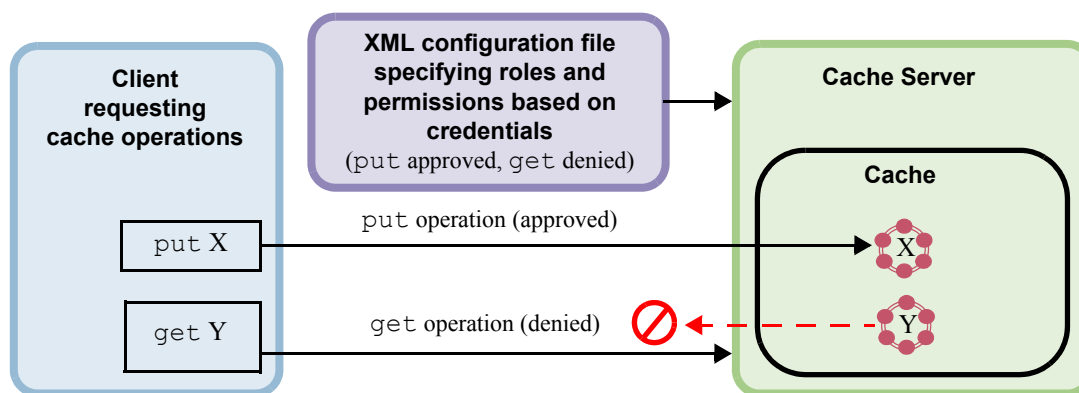 Client
requesting
cache operations
XML configuration file
specifying roles and
permissions based on
credentials
(put approved, get denied)
Cache Server
Cache
put operation (approved)
put X
X
get operation (denied)
get Y
Y